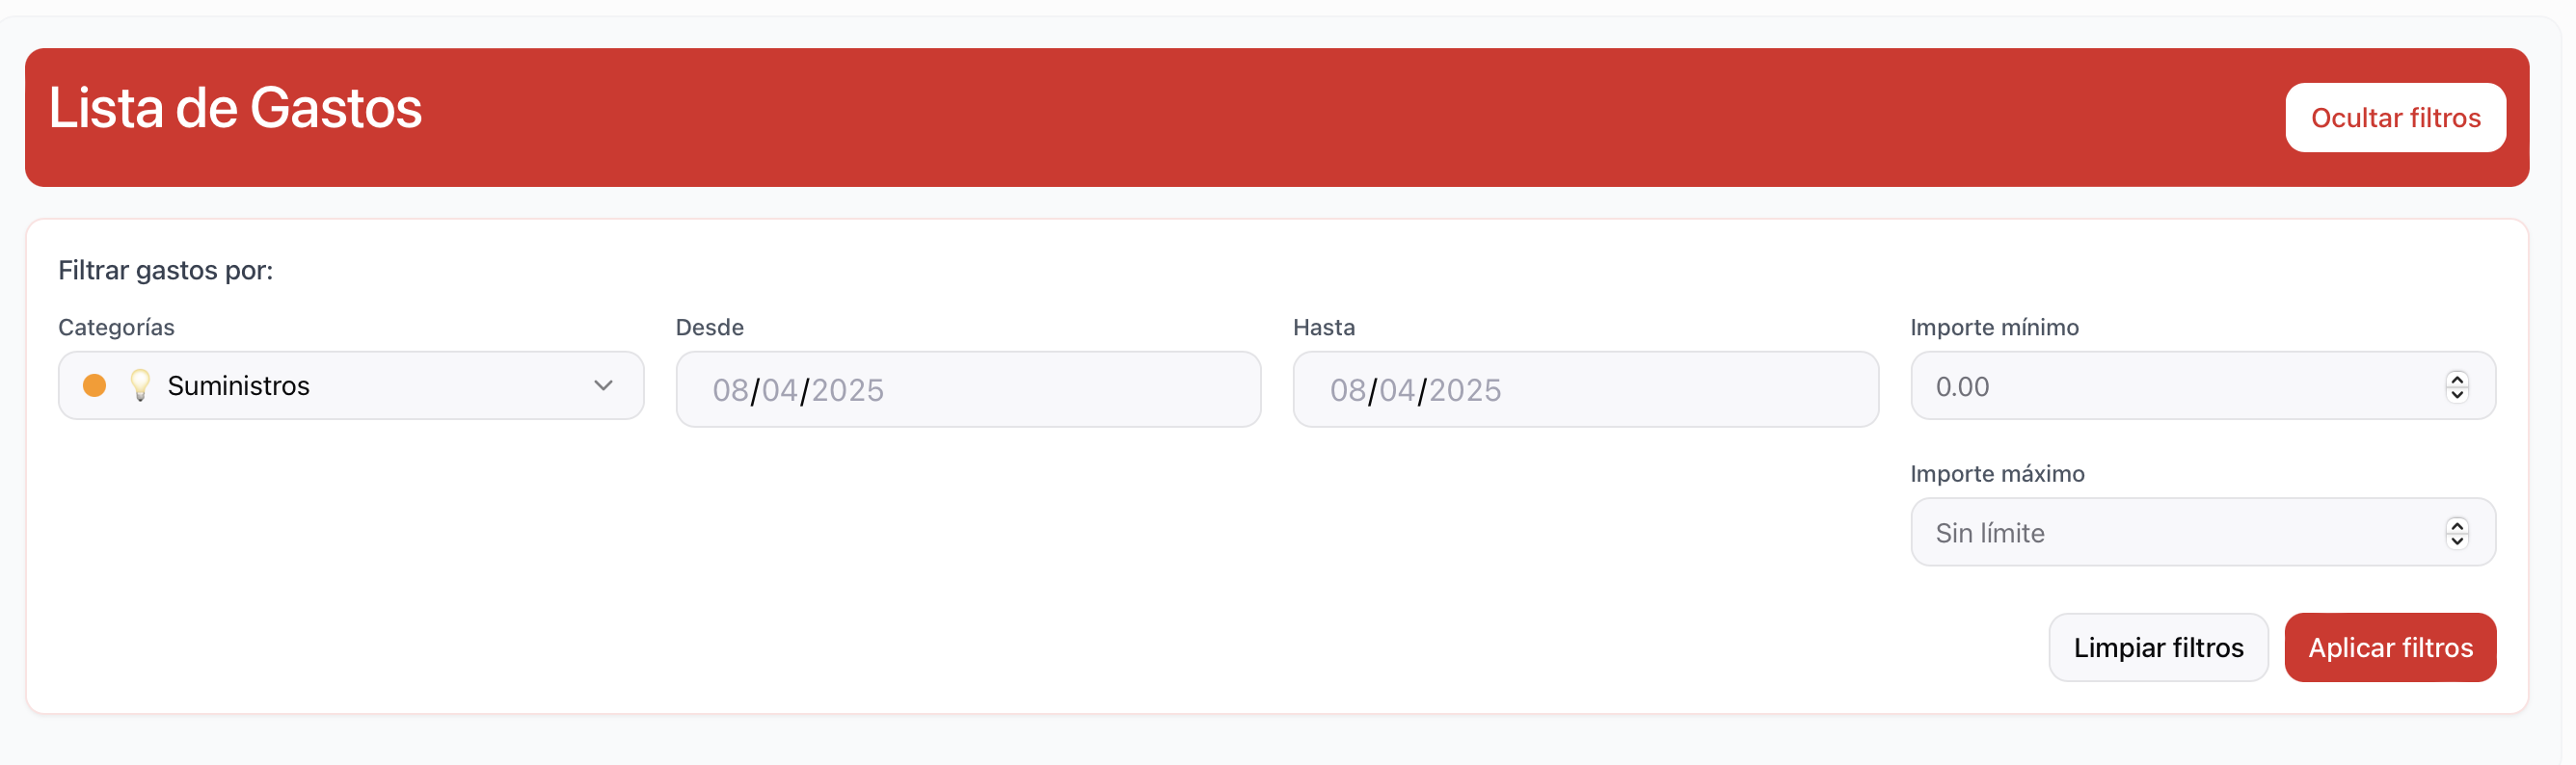 Lista de Gastos
Ocultar filtros
Filtrar gastos por:
Categorías
Suministros
Desde
08/04/2025
Hasta
08/04/2025
Importe mínimo
0.00
Importe máximo
Sin límite
Limpiar filtros
Aplicar filtros